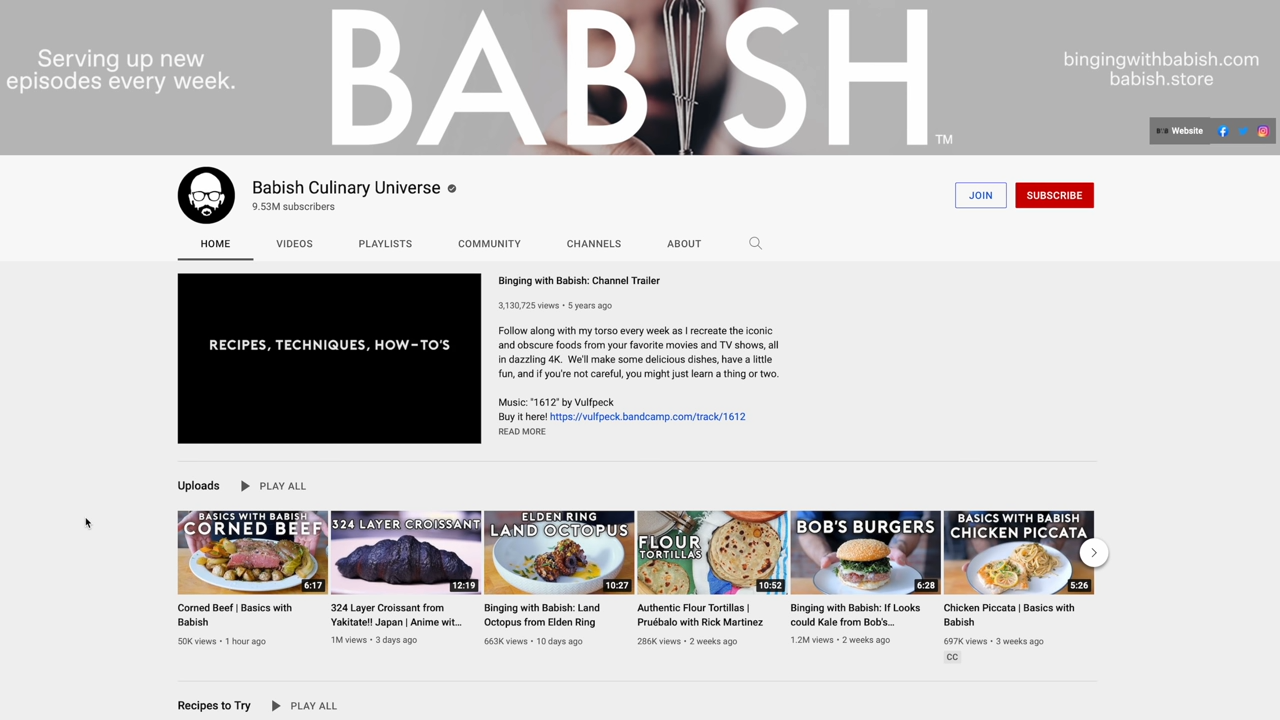 Serving up new
episodes every week.
BABISH
TM
bingingwithbabish.com
babish.store
Website
Babish Culinary Universe
9.53M subscribers
JOIN
SUBSCRIBE
HOME
VIDEOS
PLAYLISTS
COMMUNITY
CHANNELS
ABOUT
RECIPES, TECHNIQUES, HOW-TO'S
Binging with Babish: Channel Trailer
3,130,725 views • 5 years ago
Follow along with my torso every week as I recreate the iconic
and obscure foods from your favorite movies and TV shows, all
in dazzling 4K. We'll make some delicious dishes, have a little
fun, and if you're not careful, you might just learn a thing or two.
Music: "1612" by Vulfpeck
Buy it here! https://vulfpeck.bandcamp.com/track/1612
READ MORE
Uploads
PLAY ALL
BASICS WITH BABISH
CORNED BEEF
6:17
Corned Beef | Basics with
Babish
50K views • 1 hour ago
324 LAYER CROISSANT
12:19
324 Layer Croissant from
Yakitate!! Japan | Anime wit...
1M views • 3 days ago
ELDEN RING
LAND OCTOPUS
10:27
Binging with Babish: Land
Octopus from Elden Ring
663K views • 10 days ago
FLOUR
TORTILLAS
10:52
Authentic Flour Tortillas |
Pruébalo with Rick Martinez
286K views • 2 weeks ago
BOB'S BURGERS
6:28
Binging with Babish: If Looks
could Kale from Bob's...
1.2M views • 2 weeks ago
BASICS WITH BABISH
CHICKEN PICCATA
5:26
Chicken Piccata | Basics with
Babish
697K views • 3 weeks ago
CC
Recipes to Try
PLAY ALL